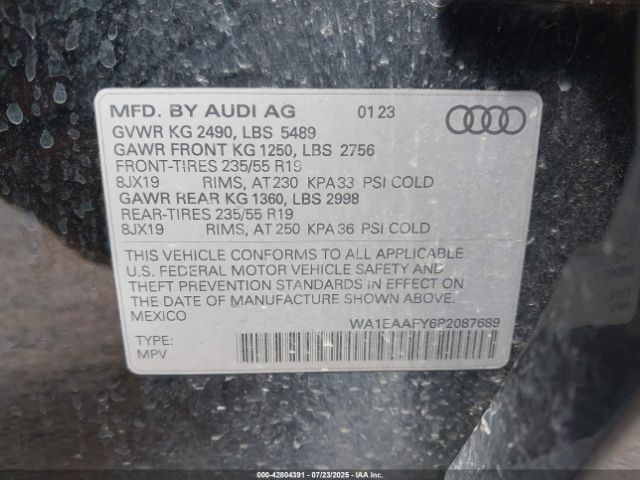 MFD. BY AUDI AG 01 23
GVWR KG 2490, LBS 5489
GAWR FRONT KG 1250, LBS 2756
FRONT-TIRES 235/55 R19
8JX19 RIMS, AT 230 KPA 33 PSI COLD
GAWR REAR KG 1360, LBS 2998
REAR-TIRES 235/55 R19
8JX19 RIMS, AT 250 KPA 36 PSI COLD
THIS VEHICLE CONFORMS TO ALL APPLICABLE
U.S. FEDERAL MOTOR VEHICLE SAFETY AND
THEFT PREVENTION STANDARDS IN EFFECT ON
THE DATE OF MANUFACTURE SHOWN ABOVE.
MEXICO
WA1EAAFY6P2087689
TYPE:
MPV
000-42804391 - 07/23/2025 - IAAI.COM